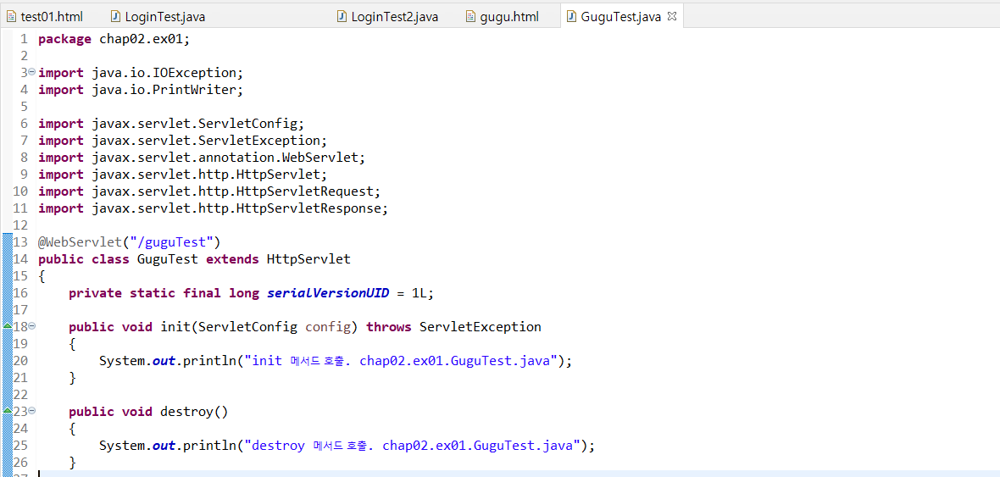 test01.html LoginTest.java LoginTest2.java gugu.html GuguTest.java
1 package chap02.ex01;
2
3 import java.io.IOException;
4 import java.io.PrintWriter;
5
6 import javax.servlet.ServletConfig;
7 import javax.servlet.ServletException;
8 import javax.servlet.annotation.WebServlet;
9 import javax.servlet.http.HttpServlet;
10 import javax.servlet.http.HttpServletRequest;
11 import javax.servlet.http.HttpServletResponse;
12
13 @WebServlet("/guguTest")
14 public class GuguTest extends HttpServlet
15 {
16 private static final long serialVersionUID = 1L;
17
18 public void init(ServletConfig config) throws ServletException
19 {
20 System.out.println("init 메서드 호출. chap02.ex01.GuguTest.java");
21 }
22
23 public void destroy()
24 {
25 System.out.println("destroy 메서드 호출. chap02.ex01.GuguTest.java");
26 }
27